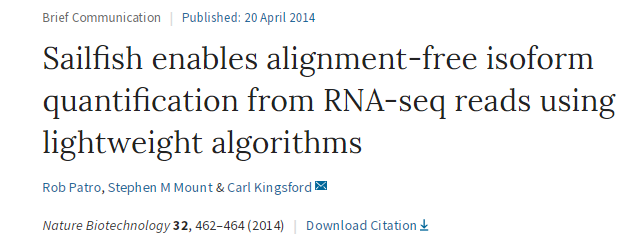 Brief Communication | Published: 20 April 2014
Sailfish enables alignment-free isoform
quantification from RNA-seq reads using
lightweight algorithms
Rob Patro, Stephen M Mount & Carl Kingsford
Nature Biotechnology 32, 462–464 (2014) | Download Citation